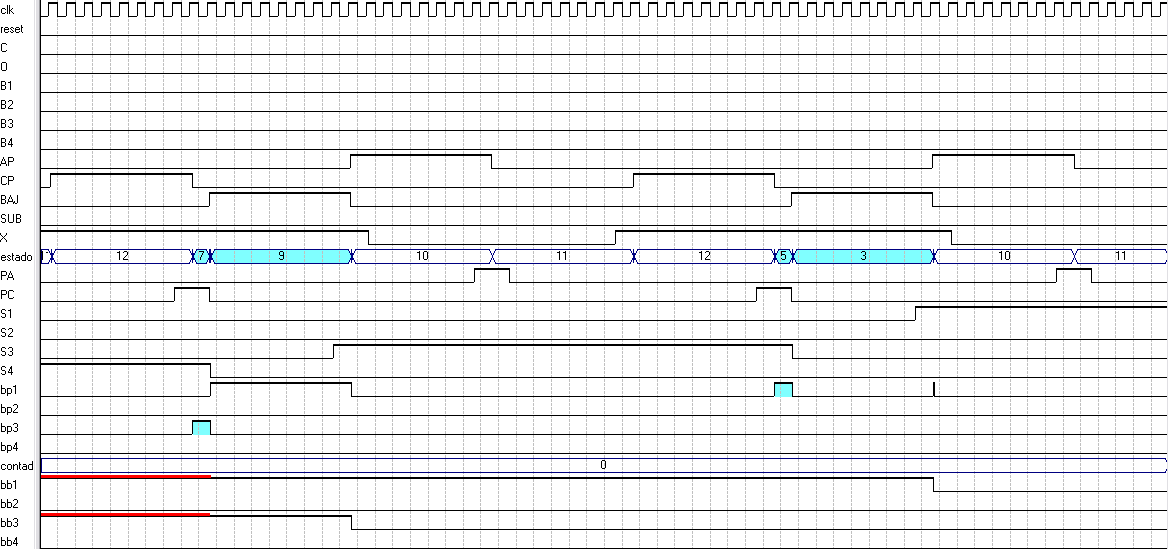 clk
reset
C
O
B1
B2
B3
B4
AP
CP
BAJ
SUB
X
estado 12 7 9 10 11 12 5 3 10 11
PA
PC
S1
S2
S3
S4
bp1
bp2
bp3
bp4
contad 0
bb1
bb2
bb3
bb4